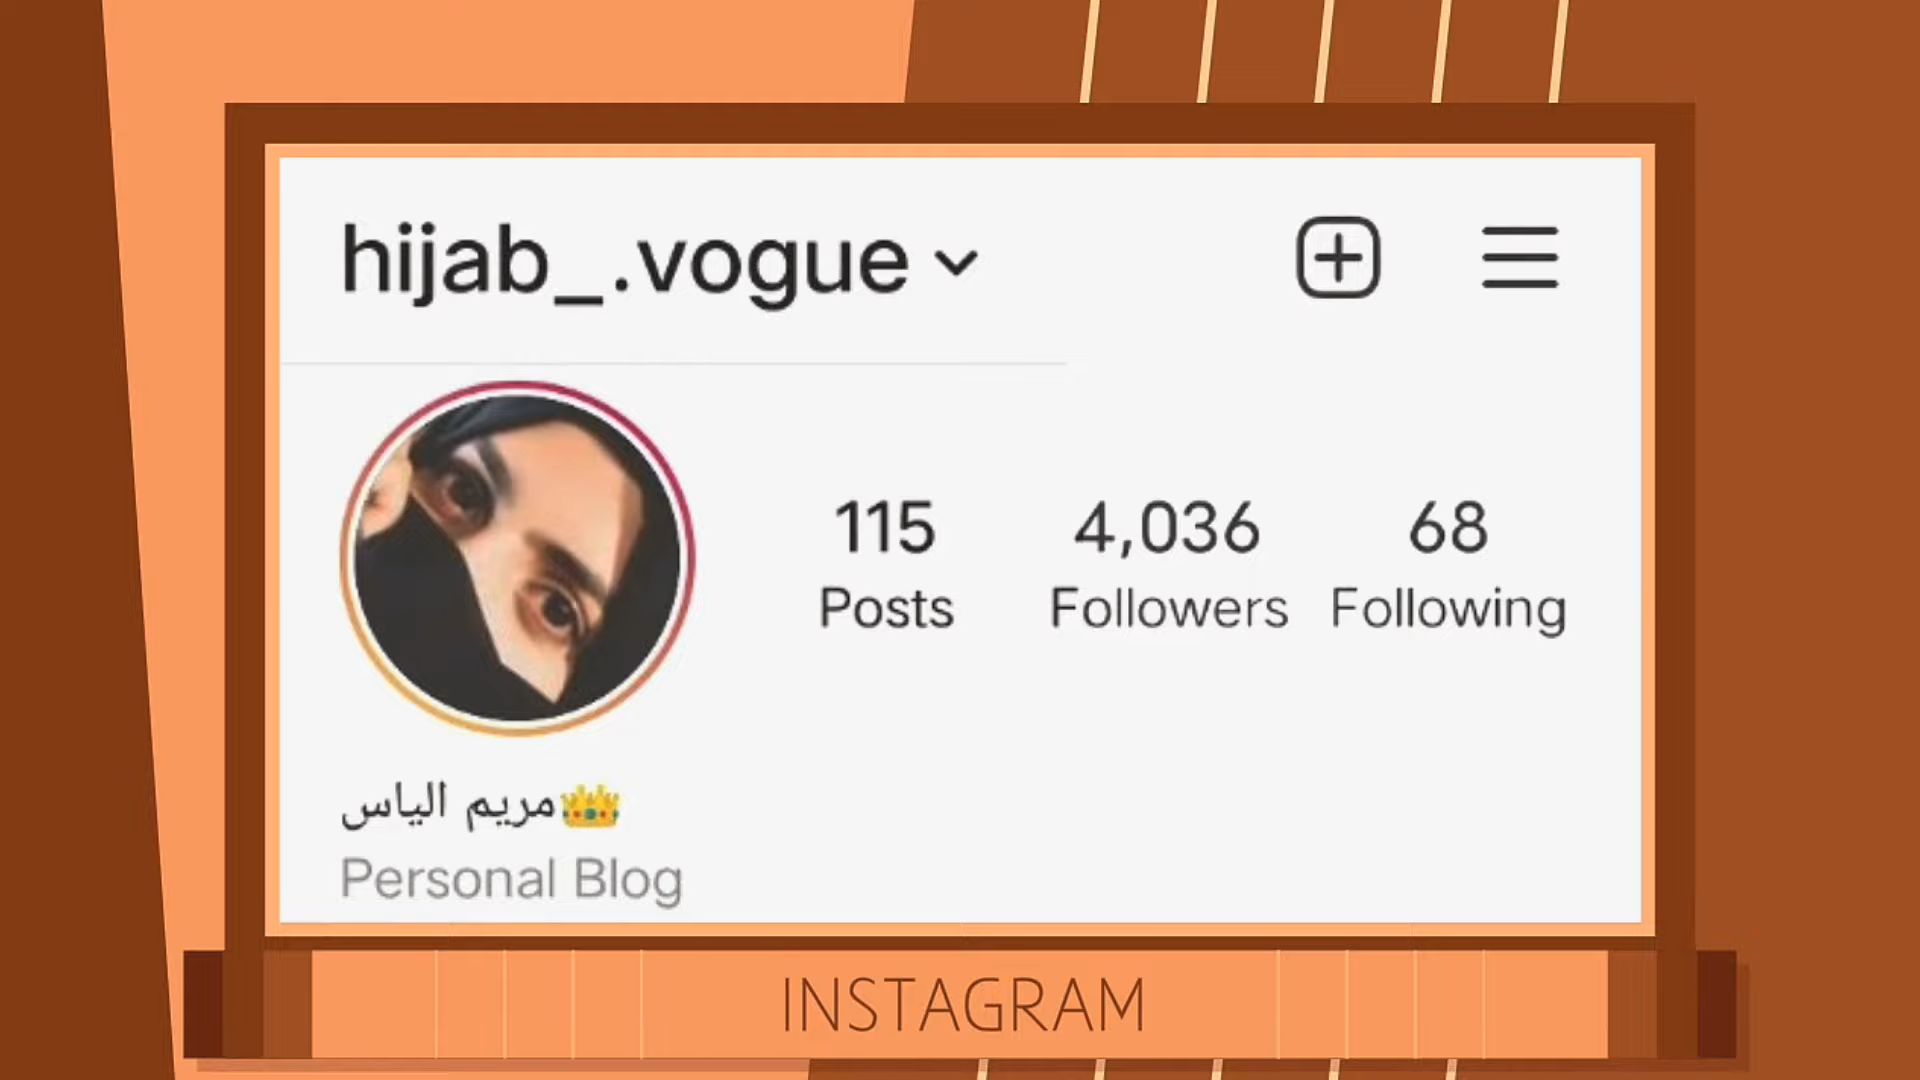 hijab_.vogue
115 4,036 68
Posts Followers Following
مريم الياس👑
Personal Blog
INSTAGRAM